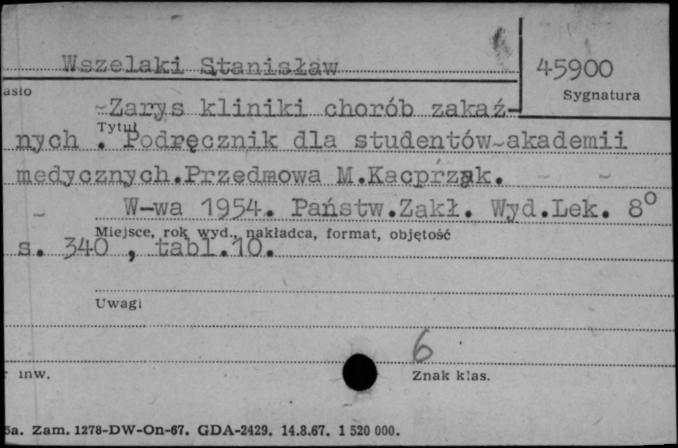 Wszelaki Stanisław
45900
asło
Sygnatura
-Zarys kliniki chorób zakaź-
Tytuł
nych . Podręcznik dla studentów akademii
medycznych.Przedmowa M.Kacprzak.
W-wa 1954. Państw.Zakł. Wyd.Lek. 8°
Miejsce, rok wyd., nakładca, format, objętość
s. 340 , tabl.10.
Uwagi
6
r inw.
Znak klas.
5a. Zam. 1278-DW-On-67. GDA-2429. 14.8.67. 1 520 000.